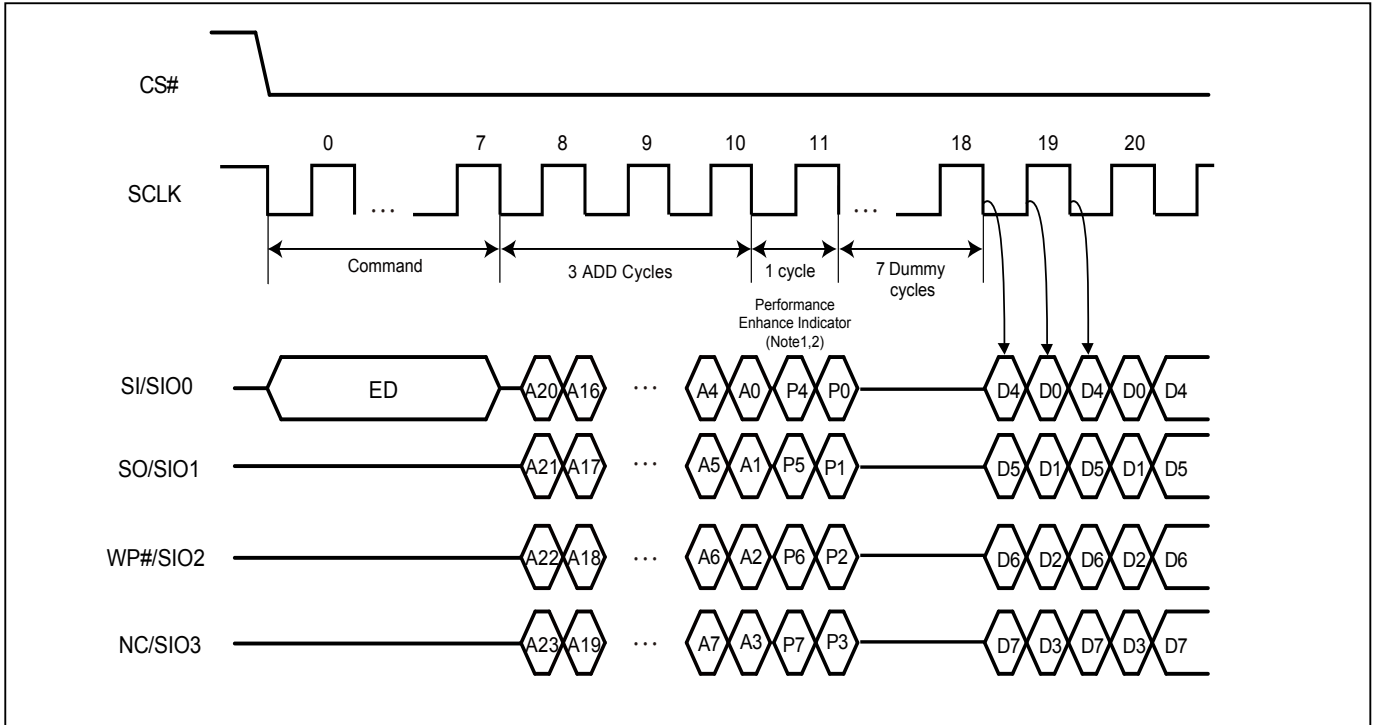 CS#
0 7 8 9 10 11 18 19 20
SCLK
... ...
Command
3 ADD Cycles
1 cycle
7 Dummy
cycles
Performance
Enhance Indicator
(Note1,2)
SI/SIO0 ED A20 A16 ... A4 A0 P4 P0 D4 D0 D4 D0 D4
SO/SIO1 A21 A17 ... A5 A1 P5 P1 D5 D1 D5 D1 D5
WP#/SIO2 A22 A18 ... A6 A2 P6 P2 D6 D2 D6 D2 D6
NC/SIO3 A23 A19 ... A7 A3 P7 P3 D7 D3 D7 D3 D7